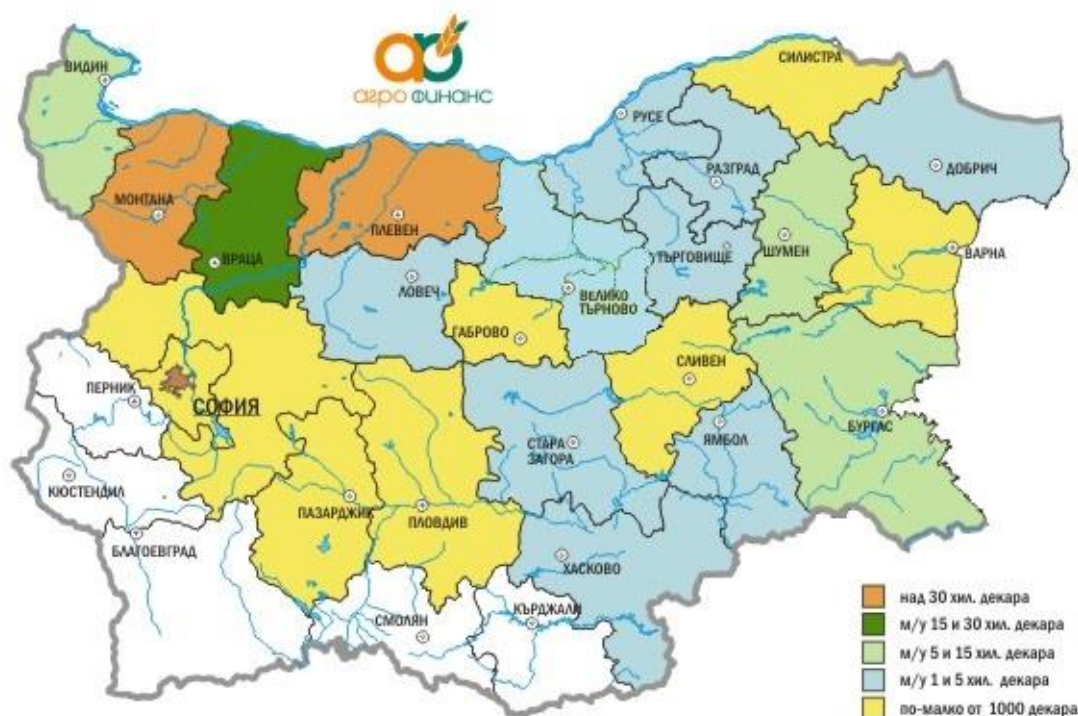 агро финанс
ВИДИН
СИЛИСТРА
РУСЕ
МОНТАНА
ПЛЕВЕН
РАЗГРАД
ДОБРИЧ
ВРАЦА
ЛОВЕЧ
ВЕЛИКО
ТЪРНОВО
ТЪРГОВИЩЕ
ШУМЕН
ВАРНА
ГАБРОВО
СЛИВЕН
ПЕРНИК
СОФИЯ
СТАРА
ЗАГОРА
ЯМБОЛ
БУРГАС
КЮСТЕНДИЛ
ПАЗАРДЖИК
ПЛОВДИВ
БЛАГОЕВГРАД
ХАСКОВО
СМОЛЯН
КЪРДЖАЛИ
над 30 хил. декара
м/у 15 и 30 хил. декара
м/у 5 и 15 хил. декара
м/у 1 и 5 хил. декара
по-малко от 1000 декара